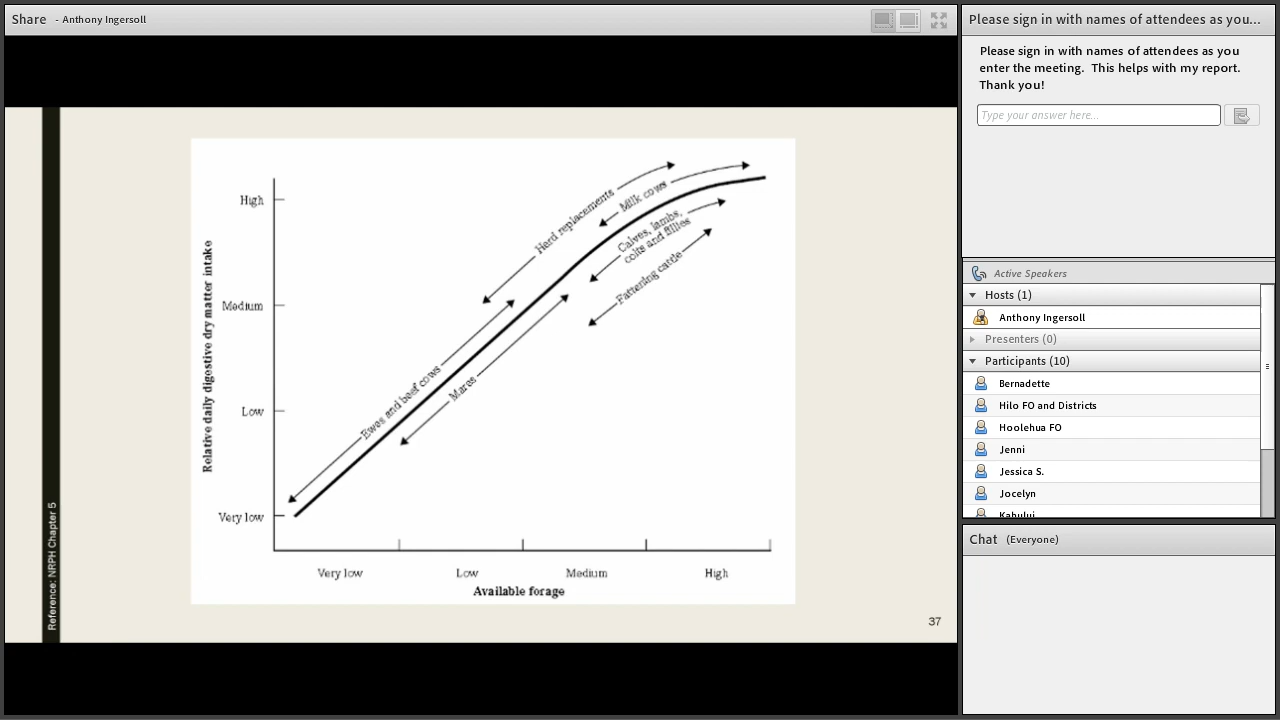 Share - Anthony Ingersoll
High
Medium
Low
Very low
Relative daily digestive dry matter intake
Herd replacements
Milk cows
Calves, lambs,
colts and fillies
Fattening cattle
Ewes and beef cows
Mares
Very low Low Medium High
Available forage
Reference: NRPH Chapter 5
37
Please sign in with names of attendees as you...
Please sign in with names of attendees as you
enter the meeting. This helps with my report.
Thank you!
Type your answer here...
Active Speakers
Hosts (1)
Anthony Ingersoll
Presenters (0)
Participants (10)
Bernadette
Hilo FO and Districts
Hoolehua FO
Jenni
Jessica S.
Jocelyn
Kahului
Chat (Everyone)